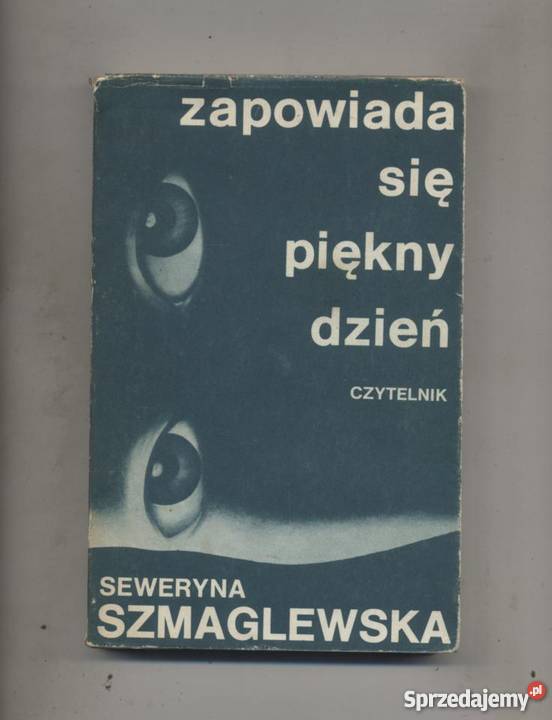 zapowiada
się
piękny
dzień
CZYTELNIK
SEWERYNA
SZMAGLEWSKA
Sprzedajemy.pl